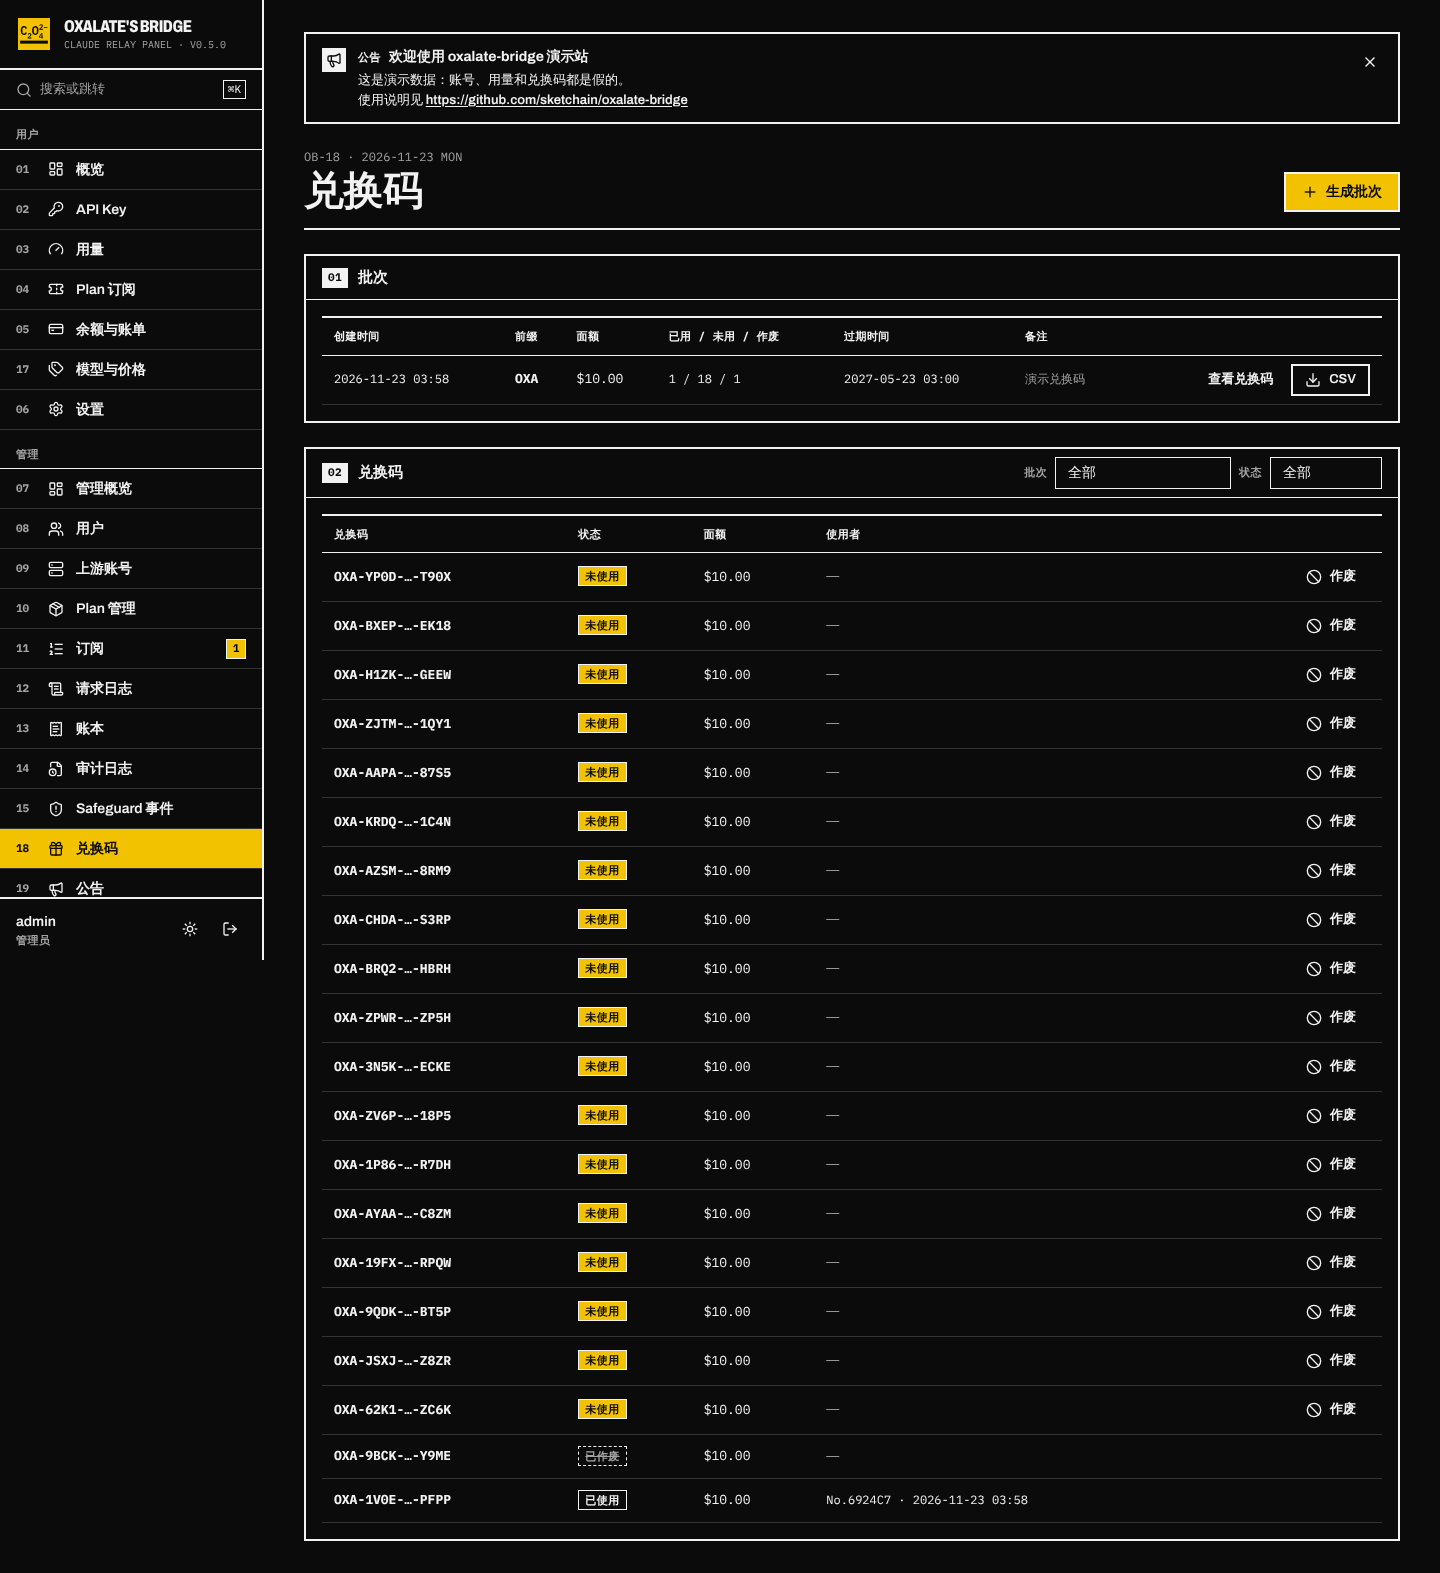 C₂O₄²⁻
OXALATE'S BRIDGE
CLAUDE RELAY PANEL · V0.5.0
搜索或跳转 ⌘K
用户
01 概览
02 API Key
03 用量
04 Plan 订阅
05 余额与账单
17 模型与价格
06 设置
管理
07 管理概览
08 用户
09 上游账号
10 Plan 管理
11 订阅 1
12 请求日志
13 账本
14 审计日志
15 Safeguard 事件
18 兑换码
19 公告
admin
管理员
公告 欢迎使用 oxalate-bridge 演示站
这是演示数据：账号、用量和兑换码都是假的。
使用说明见 https://github.com/sketchain/oxalate-bridge
OB-18 · 2026-11-23 MON
兑换码
生成批次
01 批次
创建时间 前缀 面额 已用 / 未用 / 作废 过期时间 备注
2026-11-23 03:58 OXA $10.00 1 / 18 / 1 2027-05-23 03:00 演示兑换码 查看兑换码 CSV
02 兑换码 批次 全部 状态 全部
兑换码 状态 面额 使用者
OXA-YP0D-…-T90X 未使用 $10.00 — 作废
OXA-BXEP-…-EK18 未使用 $10.00 — 作废
OXA-H1ZK-…-GEEW 未使用 $10.00 — 作废
OXA-ZJTM-…-1QY1 未使用 $10.00 — 作废
OXA-AAPA-…-87S5 未使用 $10.00 — 作废
OXA-KRDQ-…-1C4N 未使用 $10.00 — 作废
OXA-AZSM-…-8RM9 未使用 $10.00 — 作废
OXA-CHDA-…-S3RP 未使用 $10.00 — 作废
OXA-BRQ2-…-HBRH 未使用 $10.00 — 作废
OXA-ZPWR-…-ZP5H 未使用 $10.00 — 作废
OXA-3N5K-…-ECKE 未使用 $10.00 — 作废
OXA-ZV6P-…-18P5 未使用 $10.00 — 作废
OXA-1P86-…-R7DH 未使用 $10.00 — 作废
OXA-AYAA-…-C8ZM 未使用 $10.00 — 作废
OXA-19FX-…-RPQW 未使用 $10.00 — 作废
OXA-9QDK-…-BT5P 未使用 $10.00 — 作废
OXA-JSXJ-…-Z8ZR 未使用 $10.00 — 作废
OXA-62K1-…-ZC6K 未使用 $10.00 — 作废
OXA-9BCK-…-Y9ME 已作废 $10.00 —
OXA-1V0E-…-PFPP 已使用 $10.00 No.6924C7 · 2026-11-23 03:58